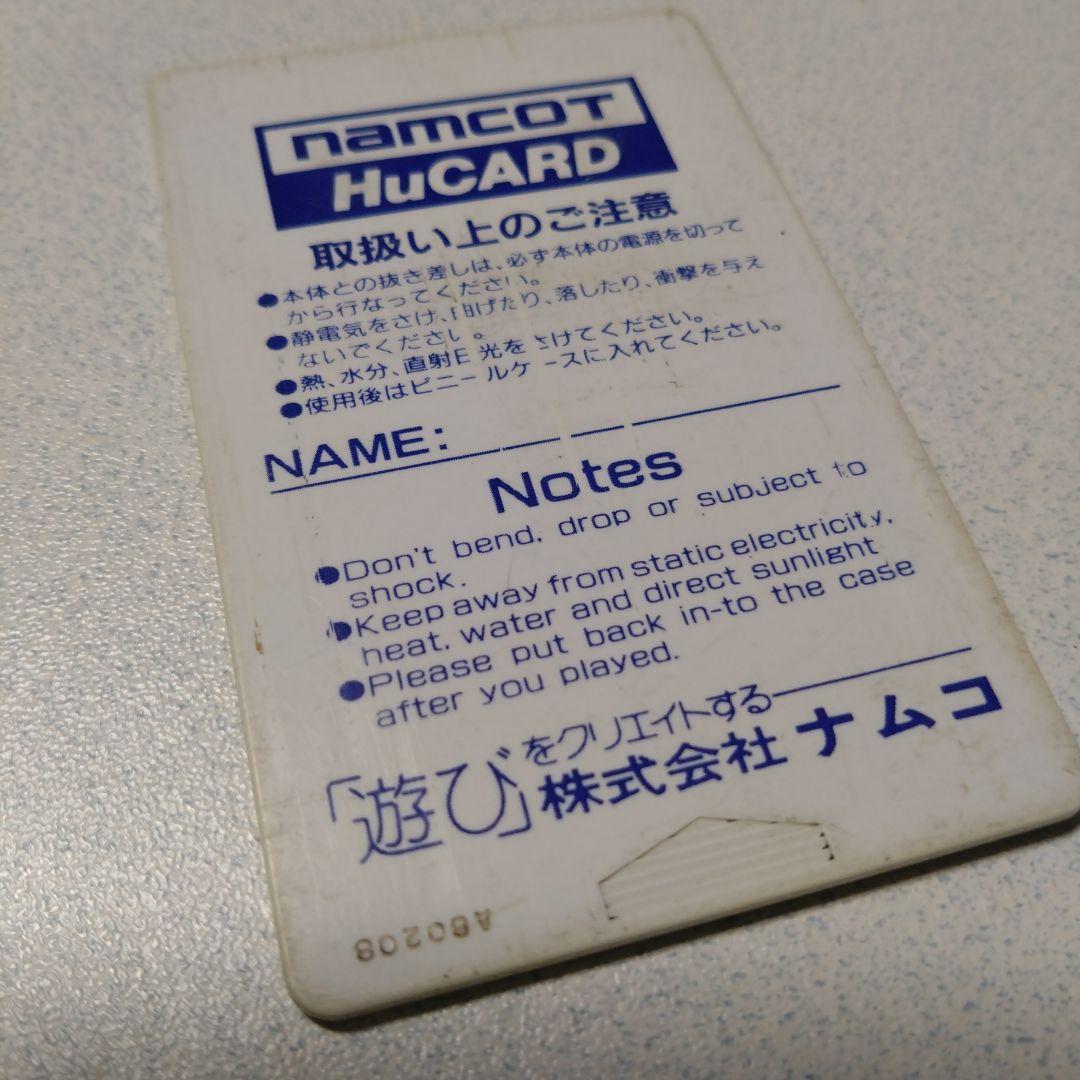 namcot
HuCARD
取扱い上のご注意
●本体との抜き差しは、必ず本体の電源を切って
から行なってください。
●静電気をさけ、曲げたり、落したり、衝撃を与え
ないでください。
●熱、水分、直射日光をさけてください。
●使用後はビニールケースに入れてください。
NAME:
Notes
●Don't bend, drop or subject to
shock.
●Keep away from static electricity,
heat, water and direct sunlight
●Please put back in-to the case
after you played.
「遊び」をクリエイトする
株式会社ナムコ
A80208